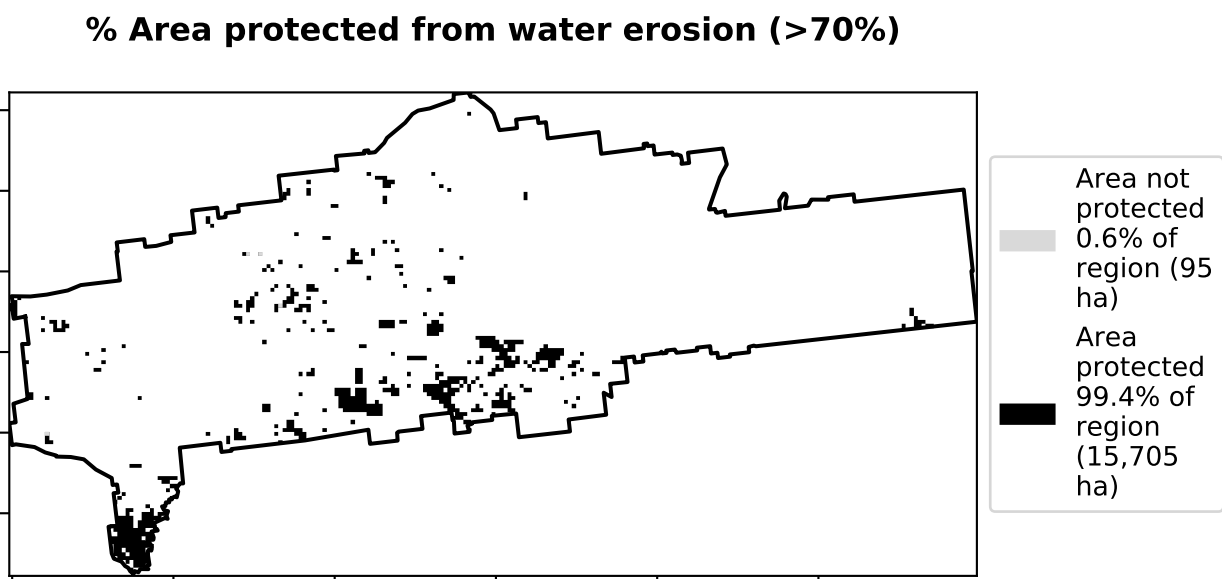 % Area protected from water erosion (>70%)
Area not
protected
0.6% of
region (95
ha)
Area
protected
99.4% of
region
(15,705
ha)